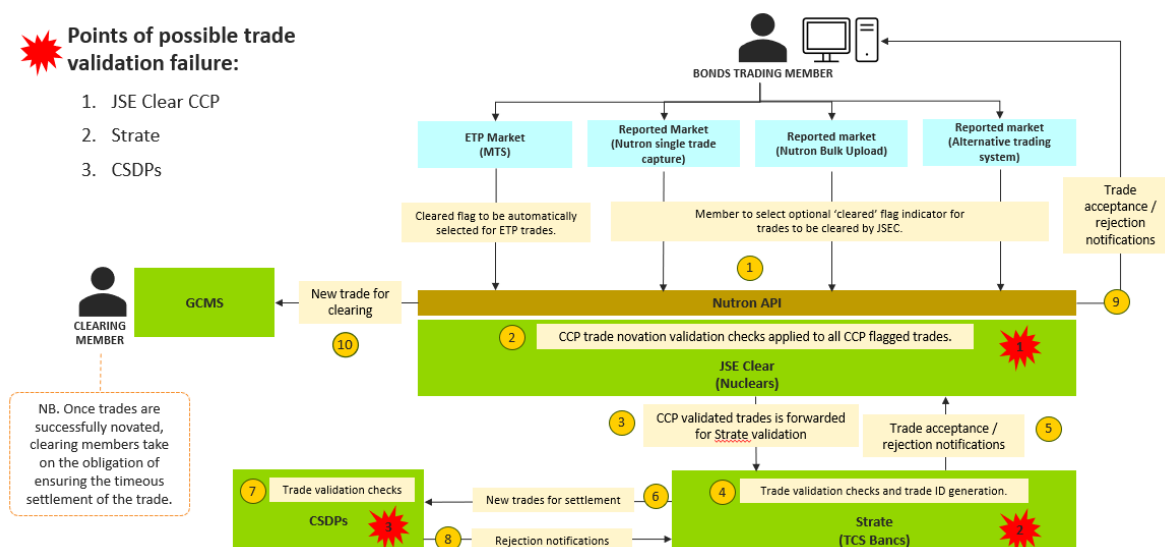 Points of possible trade
validation failure:
1. JSE Clear CCP
2. Strate
3. CSDPs
BONDS TRADING MEMBER
ETP Market
(MTS)
Reported Market
(Nutron single trade
capture)
Reported market
(Nutron Bulk Upload)
Reported market
(Alternative trading
system)
Cleared flag to be automatically
selected for ETP trades.
Member to select optional ‘cleared’ flag indicator for
trades to be cleared by JSEC.
Trade
acceptance /
rejection
notifications
1
CLEARING
MEMBER
GCMS
New trade for
clearing
10
Nutron API
9
2
CCP trade novation validation checks applied to all CCP flagged trades.
1
JSE Clear
(Nuclears)
NB. Once trades are
successfully novated,
clearing members take
on the obligation of
ensuring the timeous
settlement of the trade.
3
CCP validated trades is forwarded
for Strate validation
Trade acceptance /
rejection notifications
5
7
Trade validation checks
CSDPs
3
New trades for settlement
6
8
Rejection notifications
4
Trade validation checks and trade ID generation.
Strate
(TCS Bancs)
2